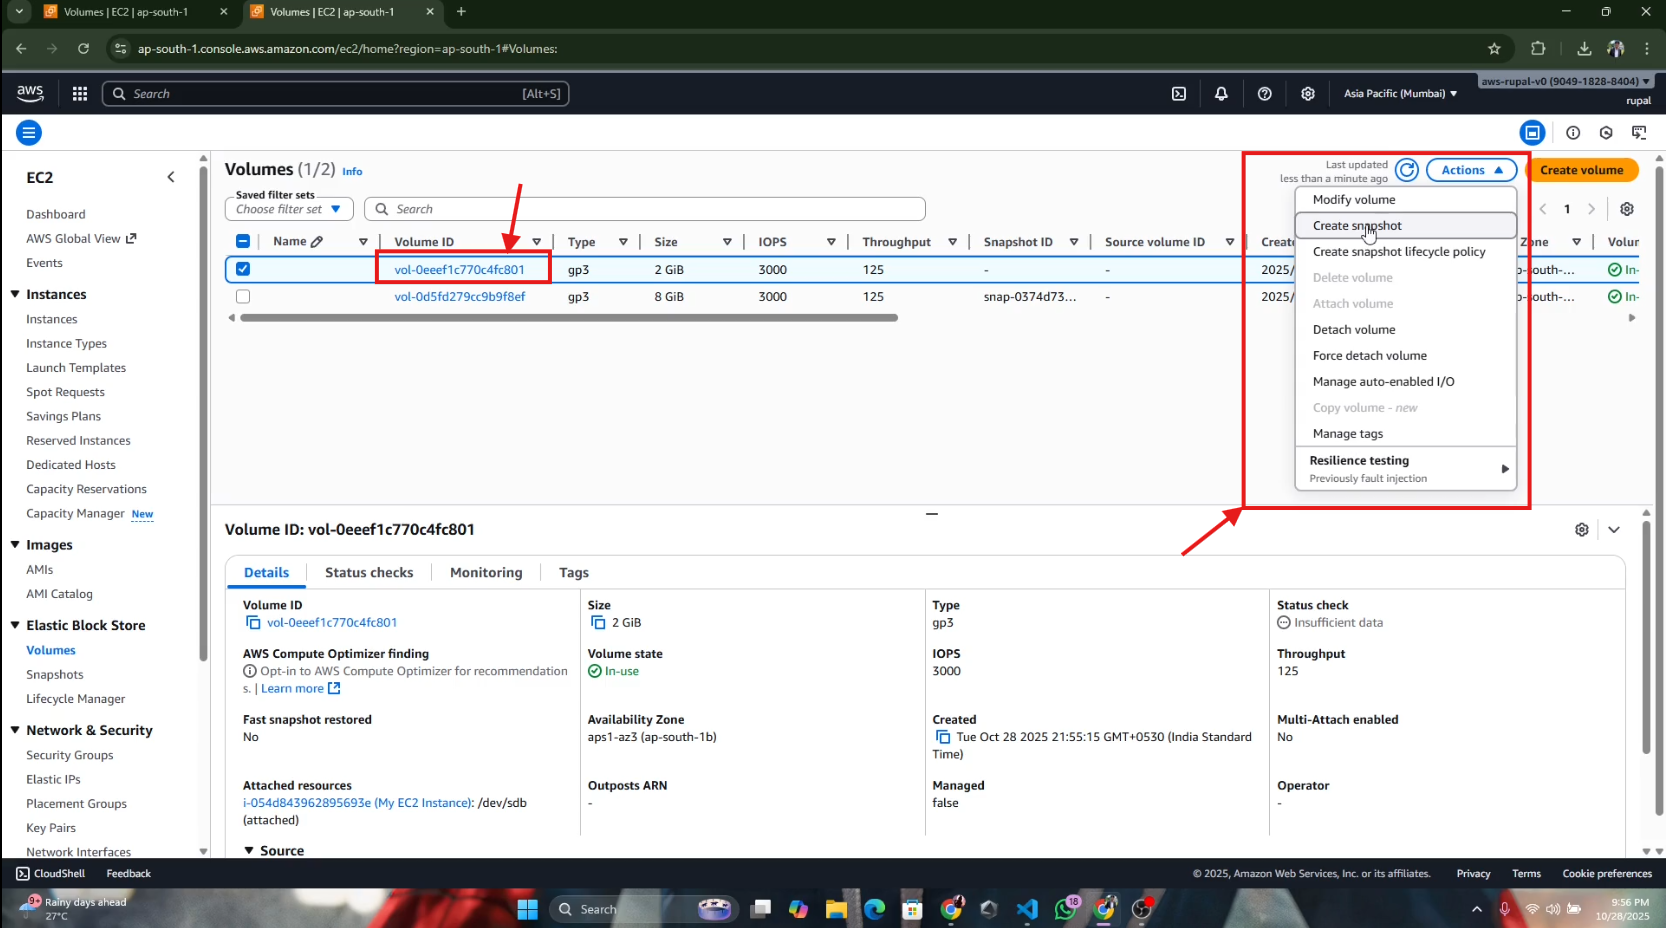 Volumes | EC2 | ap-south-1
Volumes | EC2 | ap-south-1
ap-south-1.console.aws.amazon.com/ec2/home?region=ap-south-1#Volumes:
aws
Search
[Alt+S]
Asia Pacific (Mumbai)
aws-rupal-v0 (9049-1828-8404)
rupal
EC2
Dashboard
AWS Global View
Events
Instances
Instances
Instance Types
Launch Templates
Spot Requests
Savings Plans
Reserved Instances
Dedicated Hosts
Capacity Reservations
Capacity Manager New
Images
AMIs
AMI Catalog
Elastic Block Store
Volumes
Snapshots
Lifecycle Manager
Network & Security
Security Groups
Elastic IPs
Placement Groups
Key Pairs
Network Interfaces
Volumes (1/2) Info
Last updated
less than a minute ago
Actions
Create volume
Saved filter sets
Choose filter set
Search
1
Name Volume ID Type Size IOPS Throughput Snapshot ID Source volume ID Zone
vol-0eeef1c770c4fc801 gp3 2 GiB 3000 125 - - 2025/
vol-0d5fd279cc9b9f8ef gp3 8 GiB 3000 125 snap-0374d73... - 2025/
Modify volume
Create snapshot
Create snapshot lifecycle policy
Delete volume
Attach volume
Detach volume
Force detach volume
Manage auto-enabled I/O
Copy volume - new
Manage tags
Resilience testing
Previously fault injection
Volume ID: vol-0eeef1c770c4fc801
Details
Status checks
Monitoring
Tags
Volume ID
vol-0eeef1c770c4fc801
Size
2 GiB
Type
gp3
Status check
Insufficient data
AWS Compute Optimizer finding
Opt-in to AWS Compute Optimizer for recommendation
s. | Learn more
Volume state
In-use
IOPS
3000
Throughput
125
Fast snapshot restored
No
Availability Zone
aps1-az3 (ap-south-1b)
Created
Tue Oct 28 2025 21:55:15 GMT+0530 (India Standard
Time)
Multi-Attach enabled
No
Attached resources
i-054d843962895693e (My EC2 Instance): /dev/sdb
(attached)
Outposts ARN
-
Managed
false
Operator
-
Source
CloudShell
Feedback
© 2025, Amazon Web Services, Inc. or its affiliates.
Privacy
Terms
Cookie preferences
9+
Rainy days ahead
27°C
Search
18
9:56 PM
10/28/2025